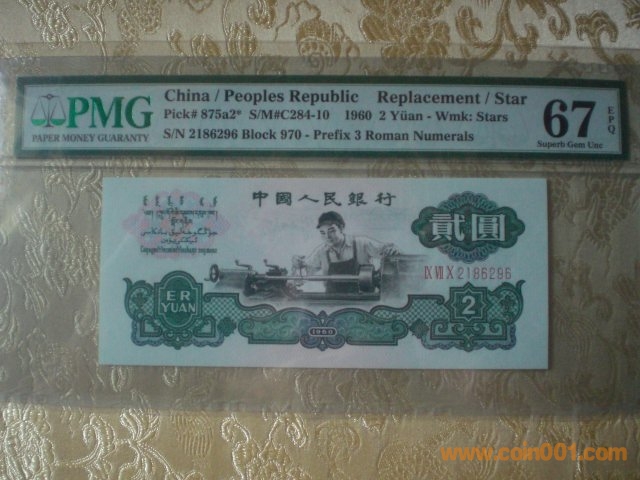 China / Peoples Republic Replacement / Star
Pick# 875a2* S/M#C284-10 1960 2 Yüan - Wmk: Stars
S/N 2186296 Block 970 - Prefix 3 Roman Numerals
PMG
PAPER MONEY GUARANTY
67
EPQ
Superb Gem Unc
中國人民銀行
貳圓
IX VII X 2186296
ER
YUAN
2
1960
www.coin001.com